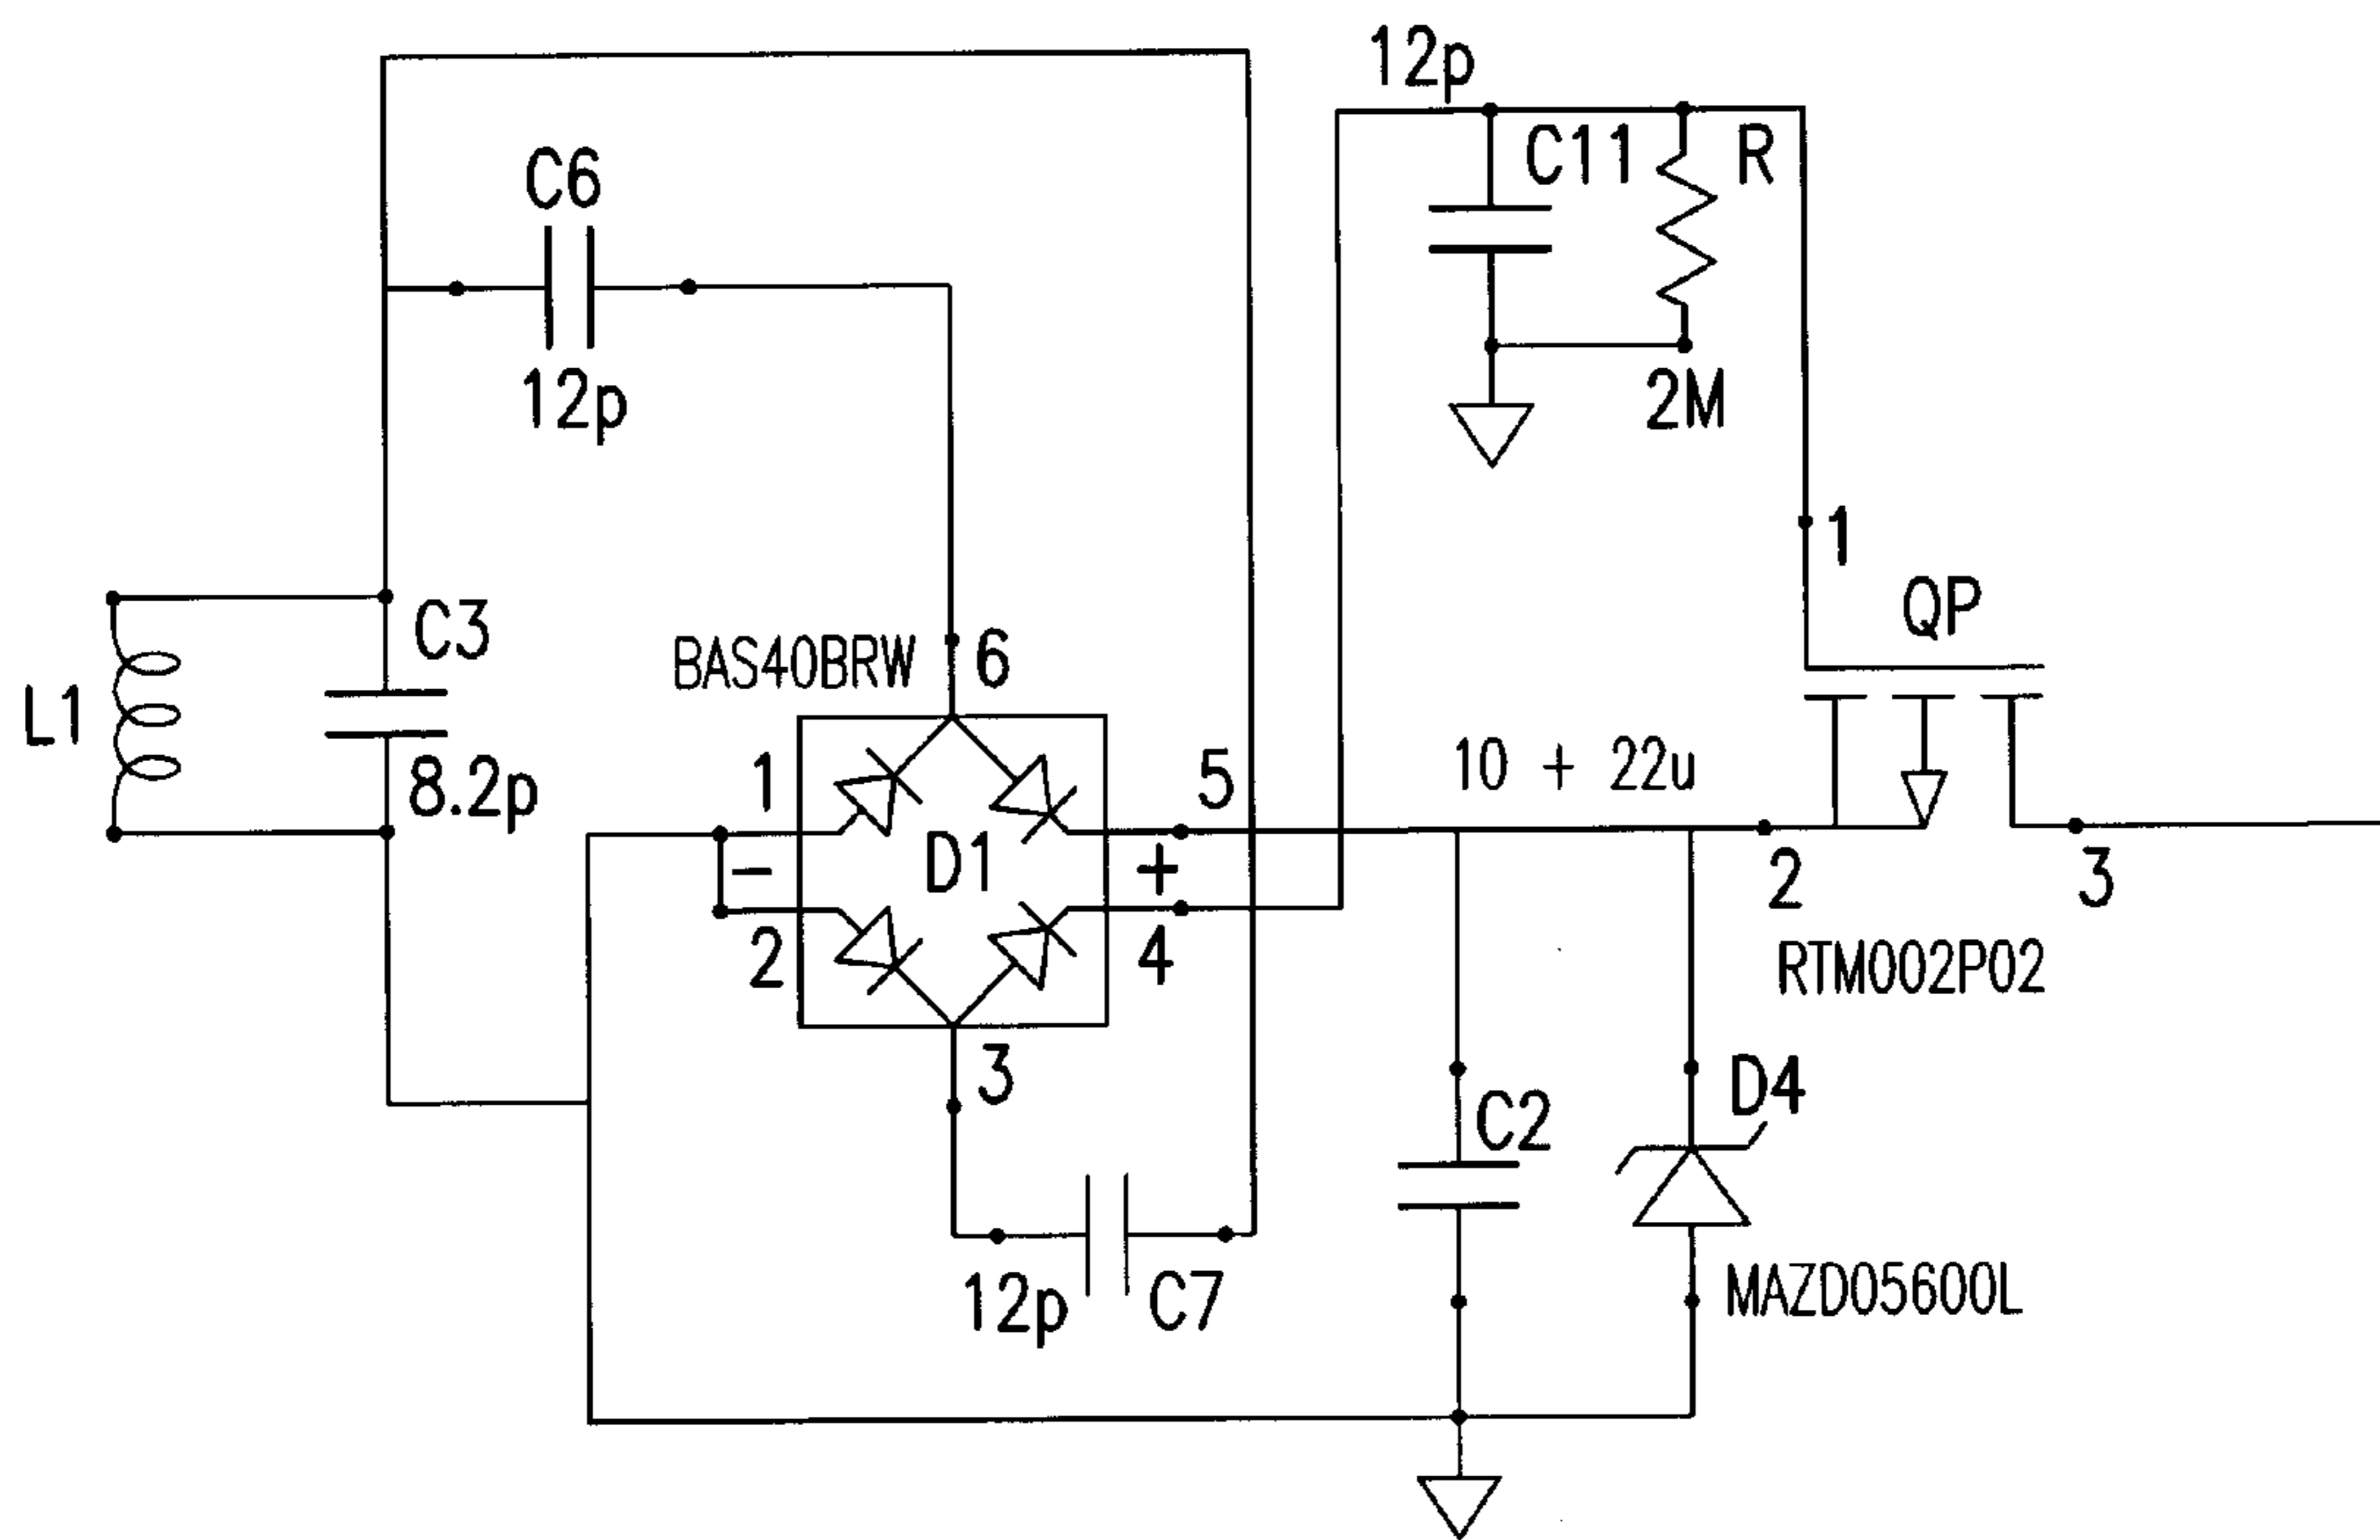 12p
C11
R
C6
12p
2M
1
QP
C3
BAS40BRW
6
L1
8.2p
1
5
10 + 22u
-
D1
+
2
3
2
4
RTM002P02
3
D4
C2
12p
C7
MAZD05600L